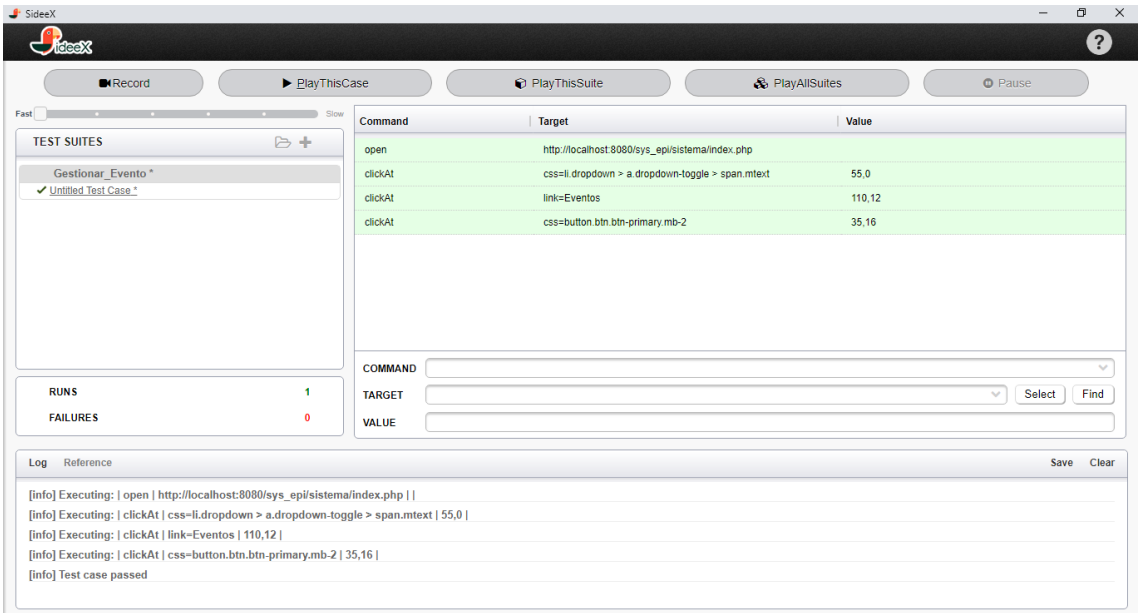 SideeX
SideeX
?
Record
PlayThisCase
PlayThisSuite
PlayAllSuites
Pause
Fast
Slow
TEST SUITES
Gestionar_Evento *
Untitled Test Case *
RUNS 1
FAILURES 0
Command Target Value
open http://localhost:8080/sys_epi/sistema/index.php
clickAt css=li.dropdown > a.dropdown-toggle > span.mtext 55,0
clickAt link=Eventos 110,12
clickAt css=button.btn.btn-primary.mb-2 35,16
COMMAND
TARGET Select Find
VALUE
Log Reference Save Clear
[info] Executing: | open | http://localhost:8080/sys_epi/sistema/index.php | |
[info] Executing: | clickAt | css=li.dropdown > a.dropdown-toggle > span.mtext | 55,0 |
[info] Executing: | clickAt | link=Eventos | 110,12 |
[info] Executing: | clickAt | css=button.btn.btn-primary.mb-2 | 35,16 |
[info] Test case passed